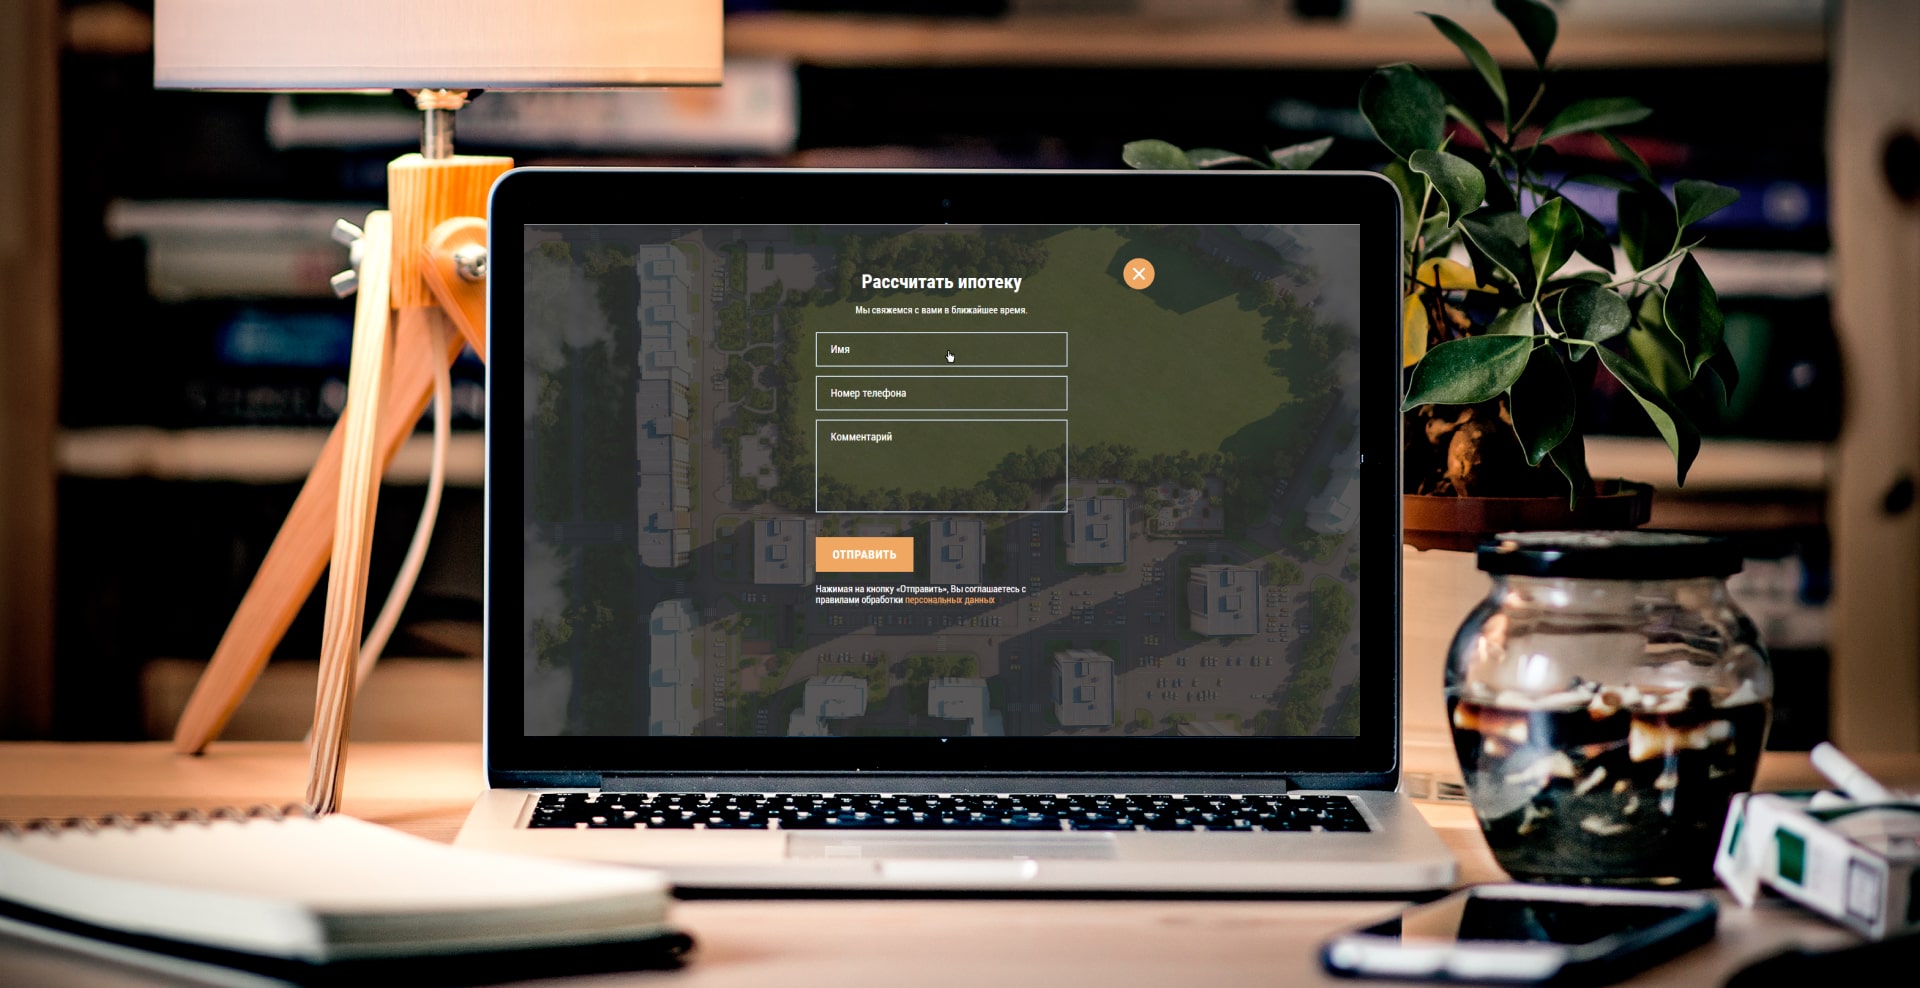 Рассчитать ипотеку
Мы свяжемся с вами в ближайшее время.
Имя
Номер телефона
Комментарий
ОТПРАВИТЬ
Нажимая на кнопку «Отправить», Вы соглашаетесь с
правилами обработки персональных данных